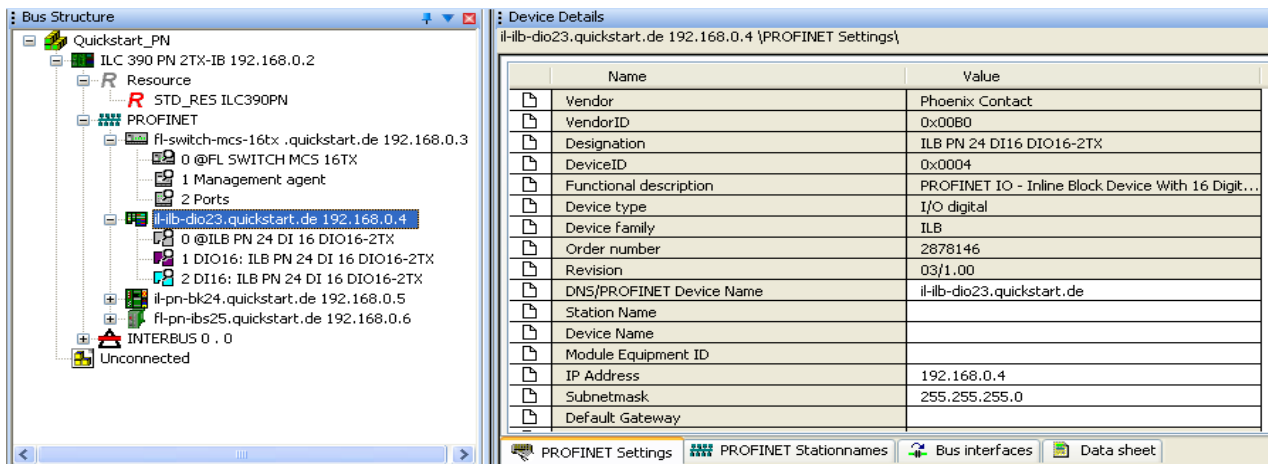 Bus Structure
Quickstart_PN
ILC 390 PN 2TX-IB 192.168.0.2
R Resource
R STD_RES ILC390PN
PROFINET
fl-switch-mcs-16tx .quickstart.de 192.168.0.3
0 @FL SWITCH MCS 16TX
1 Management agent
2 Ports
il-ilb-dio23.quickstart.de 192.168.0.4
0 @ILB PN 24 DI 16 DIO16-2TX
1 DIO16: ILB PN 24 DI 16 DIO16-2TX
2 DI16: ILB PN 24 DI 16 DIO16-2TX
il-pn-bk24.quickstart.de 192.168.0.5
fl-pn-ibs25.quickstart.de 192.168.0.6
INTERBUS 0 . 0
Unconnected
Device Details
il-ilb-dio23.quickstart.de 192.168.0.4 \PROFINET Settings\
Name Value
Vendor Phoenix Contact
VendorID 0x00B0
Designation ILB PN 24 DI16 DIO16-2TX
DeviceID 0x0004
Functional description PROFINET IO - Inline Block Device With 16 Digit...
Device type I/O digital
Device family ILB
Order number 2878146
Revision 03/1.00
DNS/PROFINET Device Name il-ilb-dio23.quickstart.de
Station Name
Device Name
Module Equipment ID
IP Address 192.168.0.4
Subnetmask 255.255.255.0
Default Gateway
PROFINET Settings PROFINET Stationnames Bus interfaces Data sheet